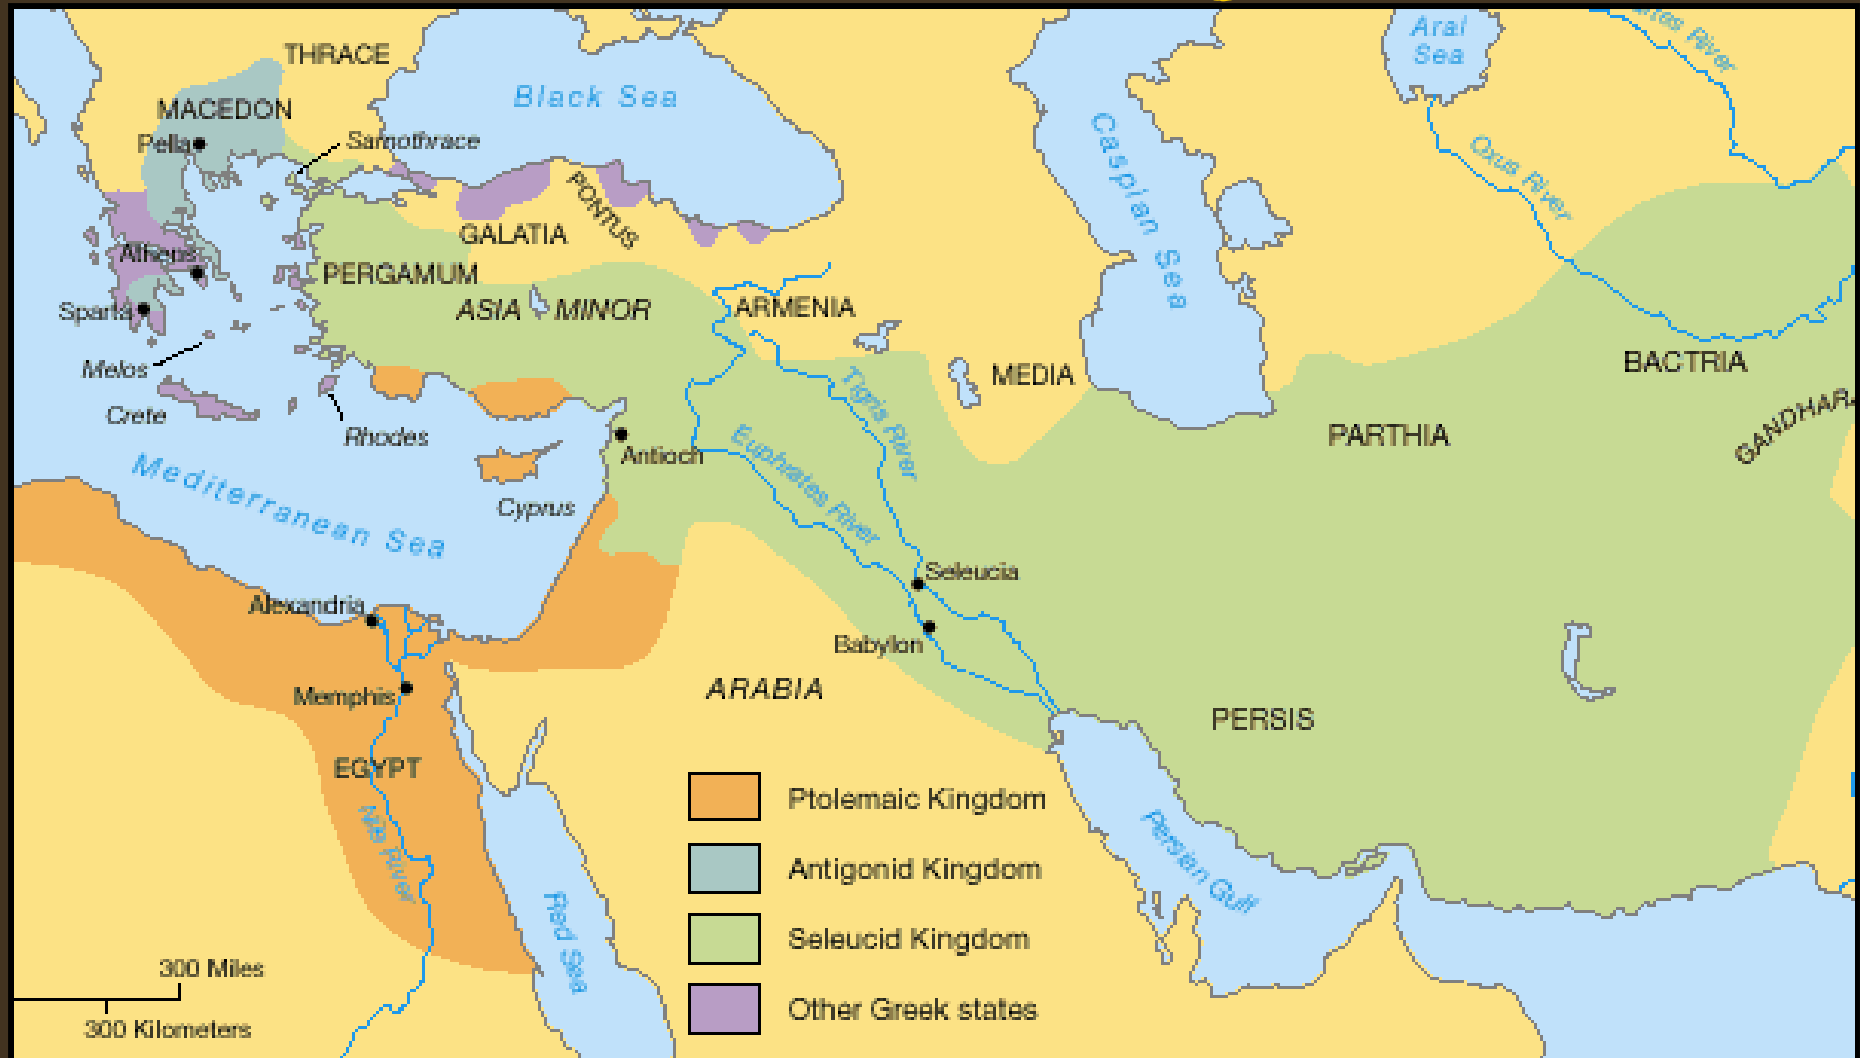 Aral
Sea
THRACE
Black Sea
MACEDON
Pella
Samothrace
Caspian Sea
Oxus River
PONTUS
GALATIA
Athens
PERGAMUM
ASIA MINOR
ARMENIA
Sparta
Melos
MEDIA
BACTRIA
Tigris River
Crete
Rhodes
PARTHIA
Antioch
Euphrates River
Mediterranean Sea
Cyprus
Seleucia
Alexandria
Babylon
ARABIA
Memphis
PERSIS
EGYPT
Nile River
Persian Gulf
Red Sea
Ptolemaic Kingdom
Antigonid Kingdom
Seleucid Kingdom
Other Greek states
300 Miles
300 Kilometers